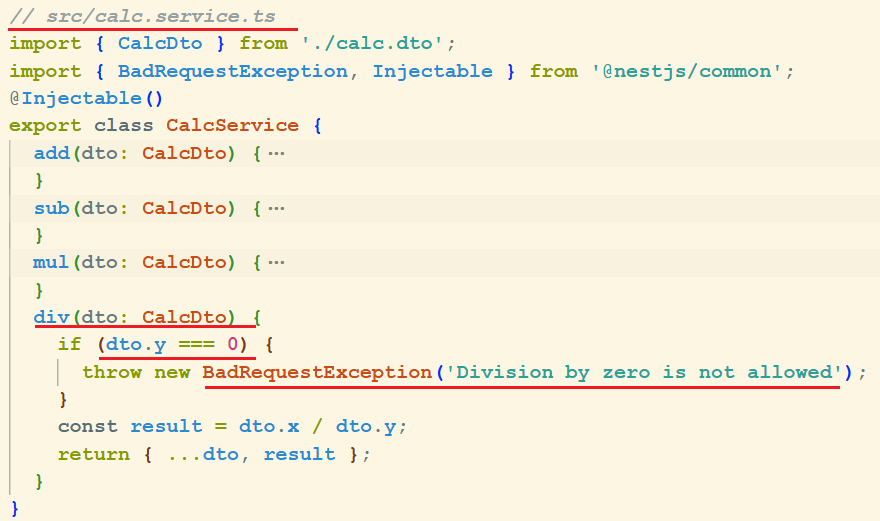 // src/calc.service.ts
import { CalcDto } from './calc.dto';
import { BadRequestException, Injectable } from '@nestjs/common';
@Injectable()
export class CalcService {
  add(dto: CalcDto) {⋯
  }
  sub(dto: CalcDto) {⋯
  }
  mul(dto: CalcDto) {⋯
  }
  div(dto: CalcDto) {
    if (dto.y === 0) {
      throw new BadRequestException('Division by zero is not allowed');
    }
    const result = dto.x / dto.y;
    return { ...dto, result };
  }
}